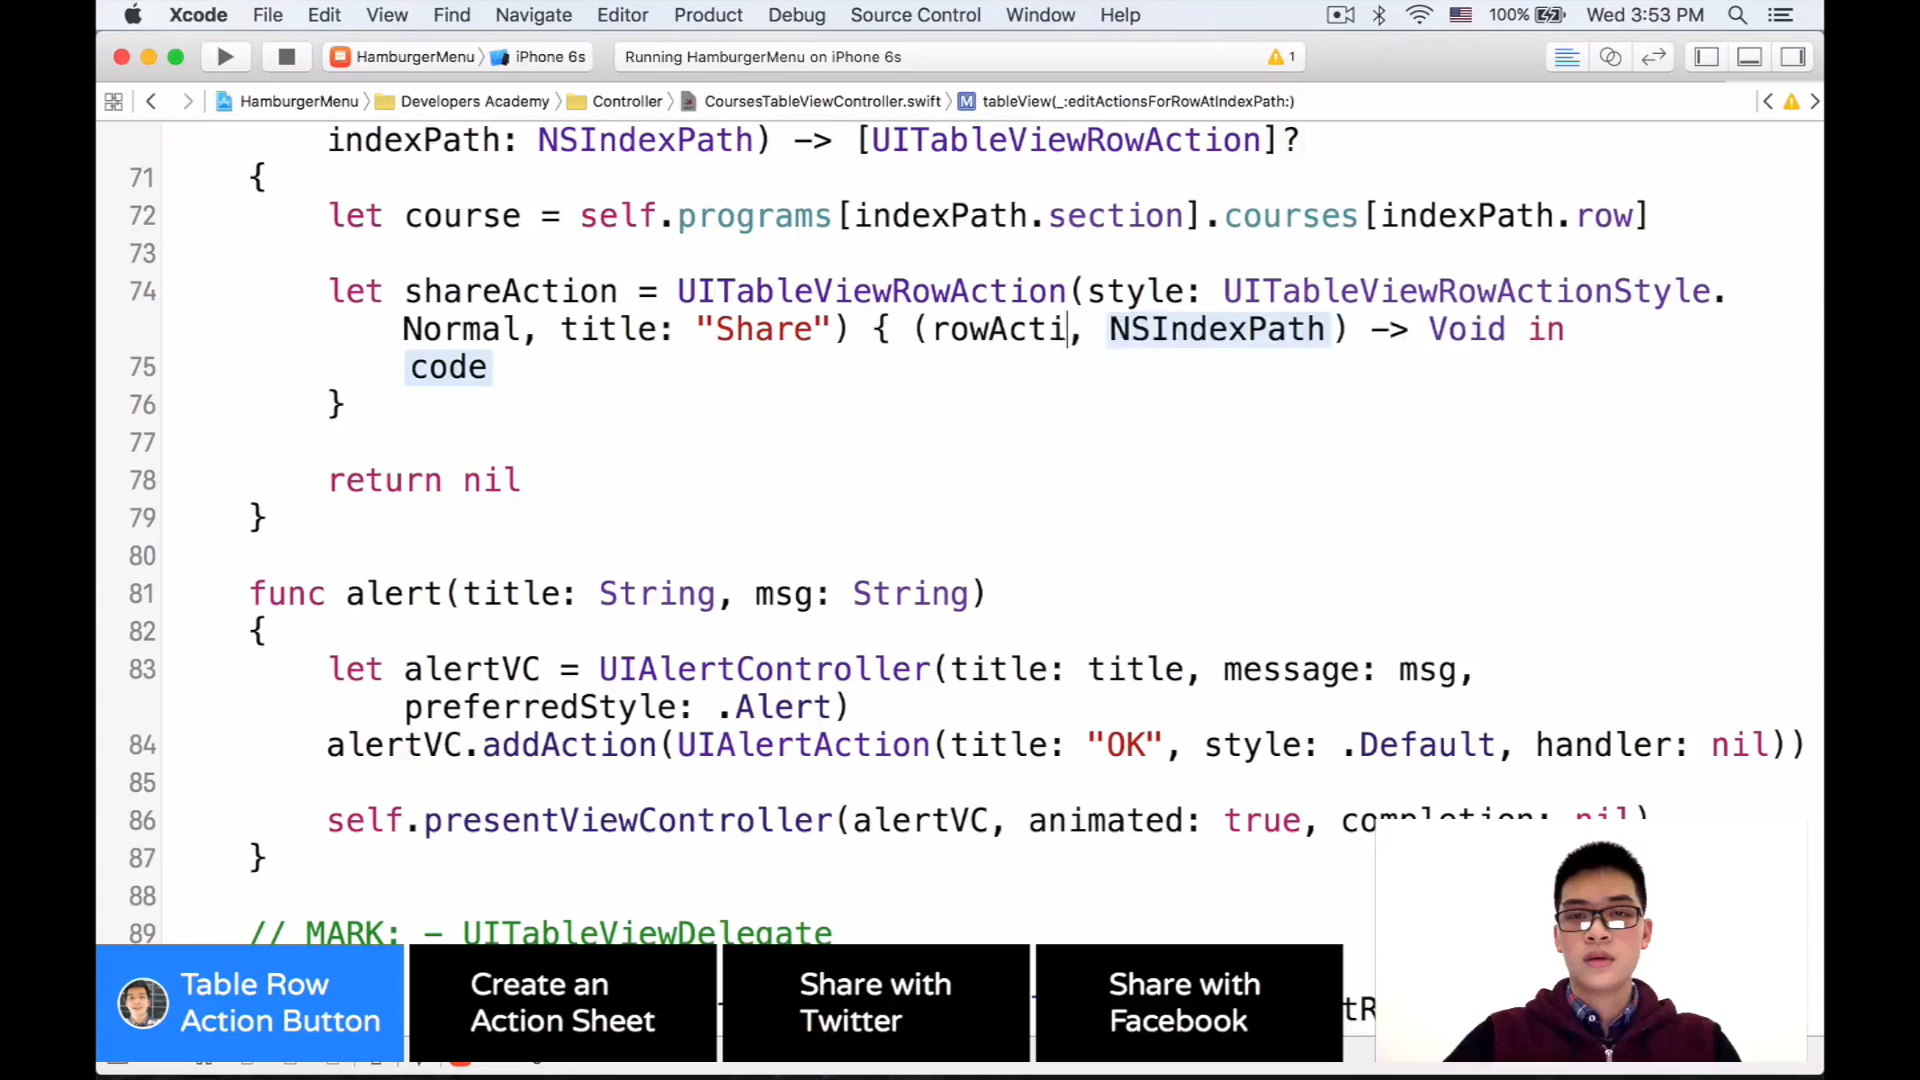 Xcode File Edit View Find Navigate Editor Product Debug Source Control Window Help 100% Wed 3:53 PM
HamburgerMenu iPhone 6s Running HamburgerMenu on iPhone 6s 1
HamburgerMenu Developers Academy Controller CoursesTableViewController.swift M tableView(_:editActionsForRowAtIndexPath:)
indexPath: NSIndexPath) -> [UITableViewRowAction]?
71 {
72 let course = self.programs[indexPath.section].courses[indexPath.row]
73
74 let shareAction = UITableViewRowAction(style: UITableViewRowActionStyle.
Normal, title: "Share") { (rowActi, NSIndexPath) -> Void in
75 code
76 }
77
78 return nil
79 }
80
81 func alert(title: String, msg: String)
82 {
83 let alertVC = UIAlertController(title: title, message: msg,
preferredStyle: .Alert)
84 alertVC.addAction(UIAlertAction(title: "OK", style: .Default, handler: nil))
85
86 self.presentViewController(alertVC, animated: true, completion: nil)
87 }
88
89 // MARK: - UITableViewDelegate
Table Row
Action Button
Create an
Action Sheet
Share with
Twitter
Share with
Facebook